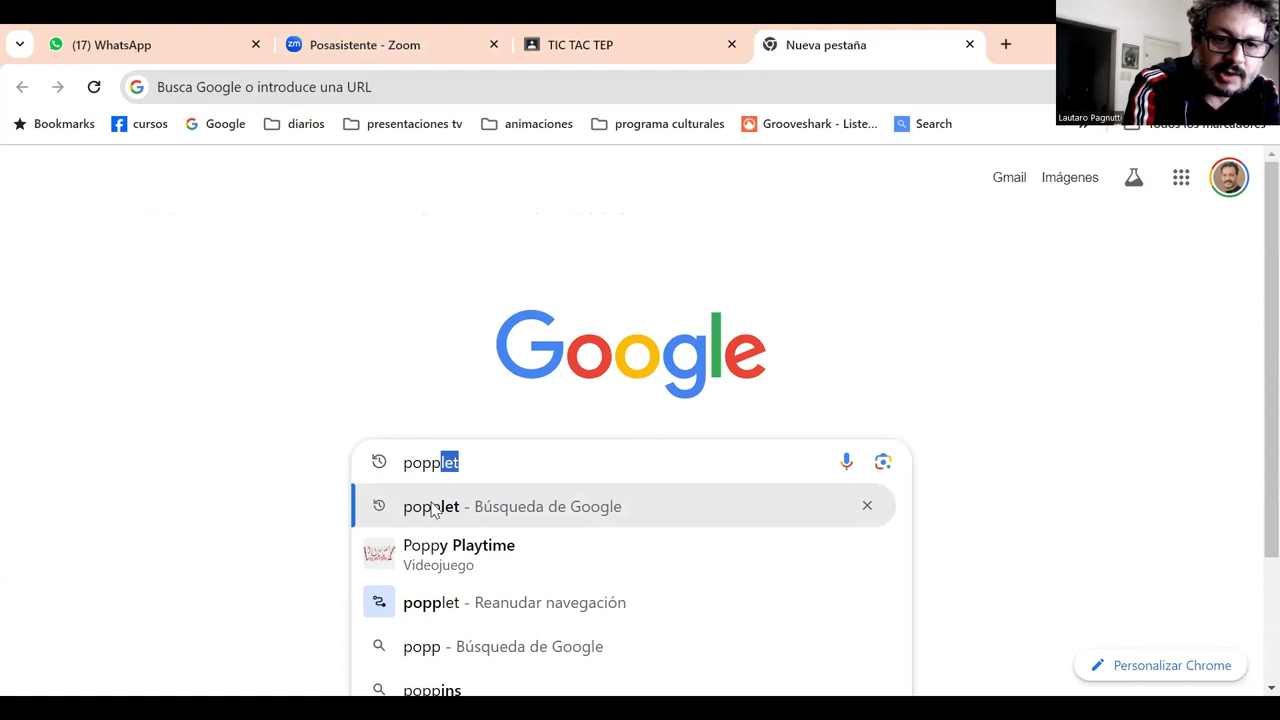 (17) WhatsApp
Posasistente - Zoom
TIC TAC TEP
Nueva pestaña
Busca Google o introduce una URL
Lautaro Pagnutti
Bookmarks
cursos
Google
diarios
presentaciones tv
animaciones
programa culturales
Grooveshark - Liste...
Search
Todos los marcadores
Gmail
Imágenes
Google
popplet
popplet - Búsqueda de Google
Poppy Playtime
Videojuego
popplet - Reanudar navegación
popp - Búsqueda de Google
poppins
Personalizar Chrome